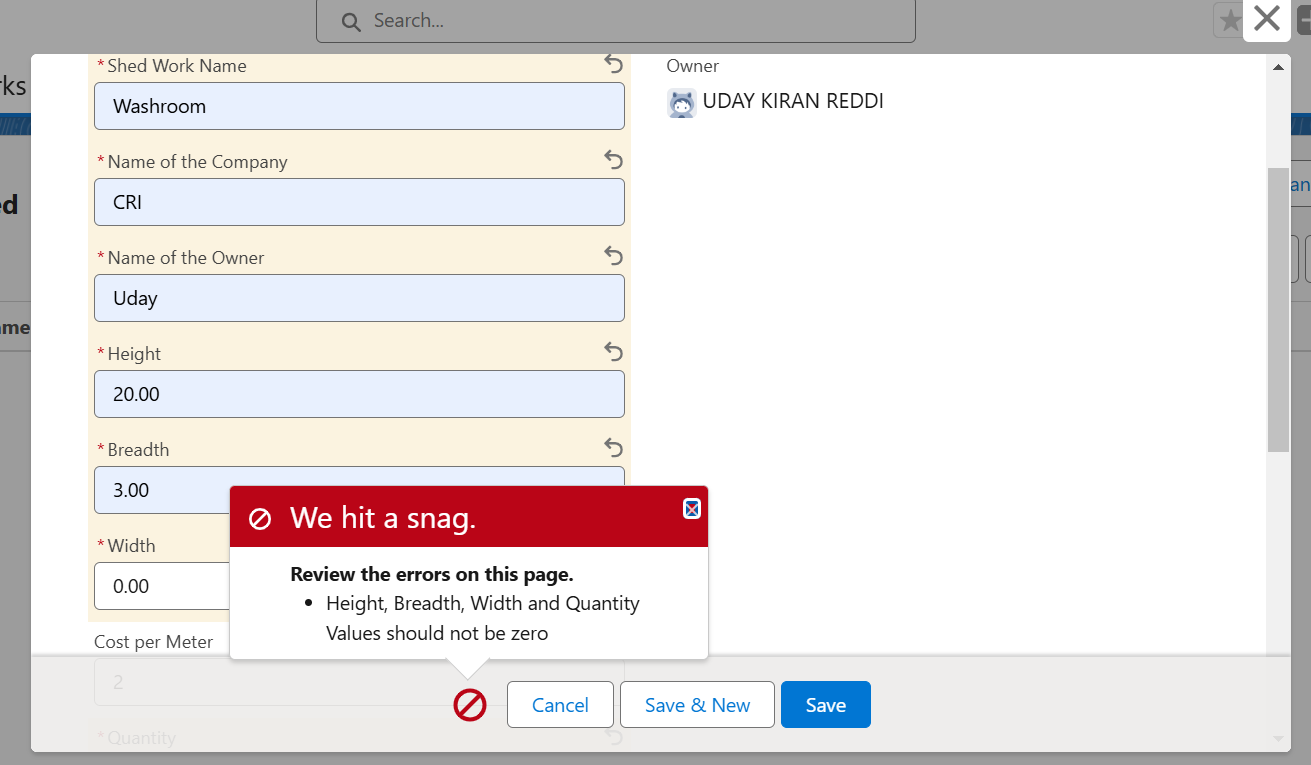 Search...
rks
* Shed Work Name
Owner
Washroom
UDAY KIRAN REDDI
* Name of the Company
an
ed
CRI
* Name of the Owner
Uday
ame
* Height
20.00
* Breadth
3.00
We hit a snag.
* Width
Review the errors on this page.
0.00
• Height, Breadth, Width and Quantity
Values should not be zero
Cost per Meter
2
Cancel
Save & New
Save
* Quantity